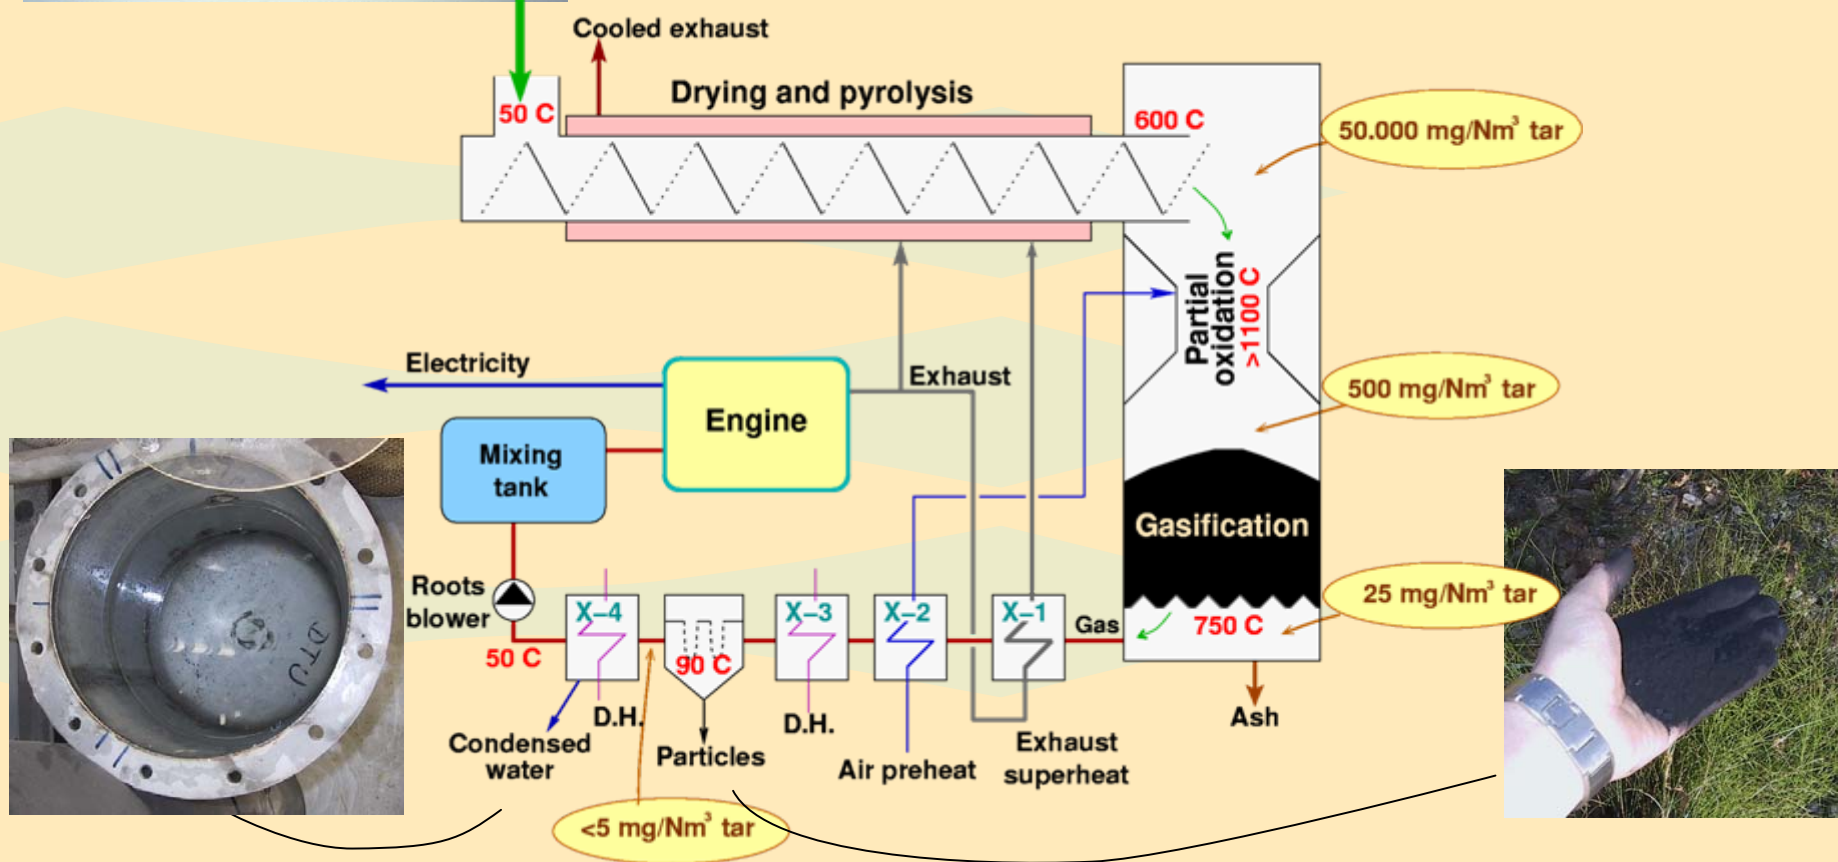 Cooled exhaust
Drying and pyrolysis
50 C
600 C
50.000 mg/Nm³ tar
Partial
oxidation
>1100 C
Electricity
Exhaust
Engine
500 mg/Nm³ tar
Mixing
tank
Gasification
Roots
blower
X–4
X–3
X–2
X–1
Gas
750 C
25 mg/Nm³ tar
50 C
90 C
DTU
D.H.
D.H.
Ash
Condensed
water
Particles
Air preheat
Exhaust
superheat
<5 mg/Nm³ tar